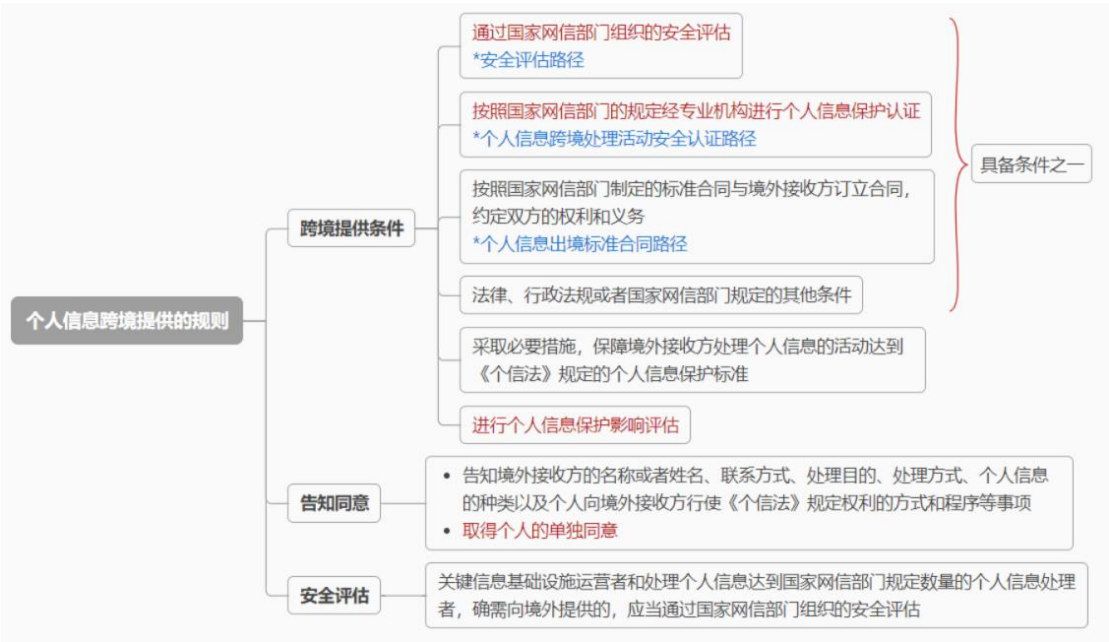 通过国家网信部门组织的安全评估
*安全评估路径
按照国家网信部门的规定经专业机构进行个人信息保护认证
*个人信息跨境处理活动安全认证路径
具备条件之一
按照国家网信部门制定的标准合同与境外接收方订立合同，
约定双方的权利和义务
*个人信息出境标准合同路径
跨境提供条件
法律、行政法规或者国家网信部门规定的其他条件
个人信息跨境提供的规则
采取必要措施，保障境外接收方处理个人信息的活动达到
《个信法》规定的个人信息保护标准
进行个人信息保护影响评估
告知同意
• 告知境外接收方的名称或者姓名、联系方式、处理目的、处理方式、个人信息
的种类以及个人向境外接收方行使《个信法》规定权利的方式和程序等事项
• 取得个人的单独同意
安全评估
关键信息基础设施运营者和处理个人信息达到国家网信部门规定数量的个人信息处理
者，确需向境外提供的，应当通过国家网信部门组织的安全评估